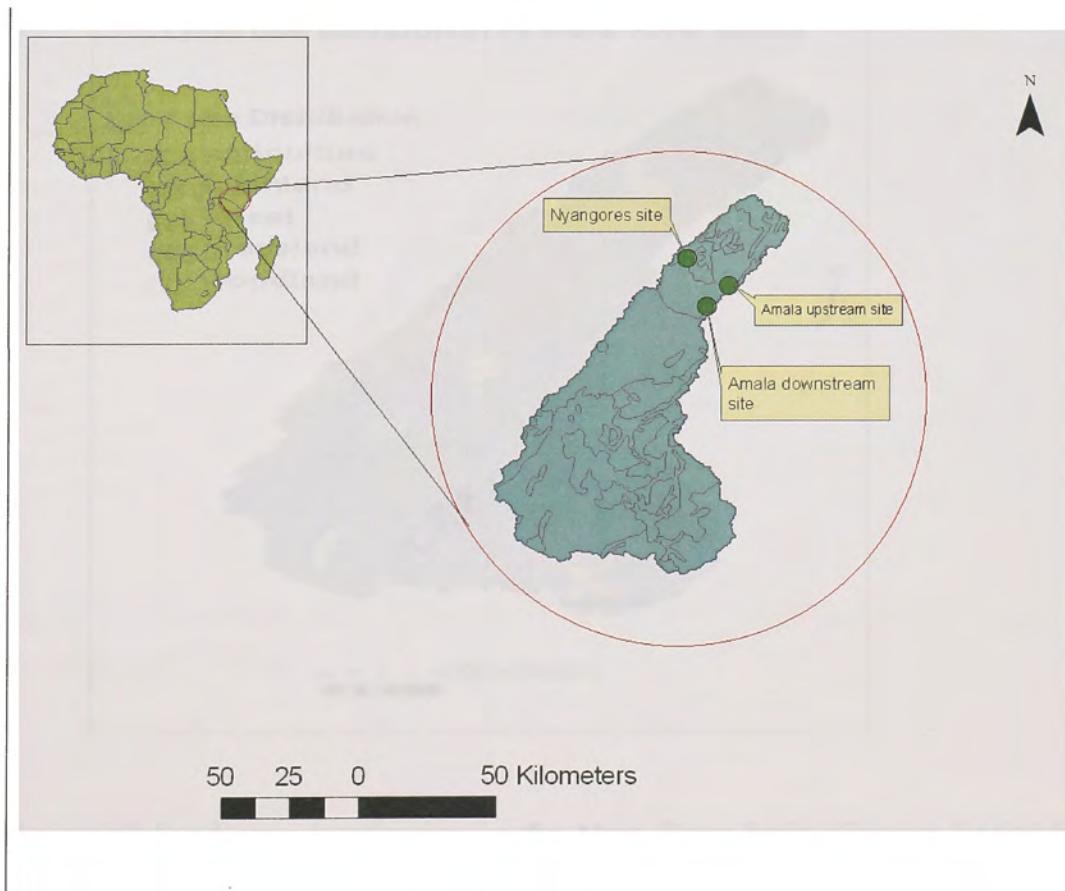 N
Nyangores site
Amala upstream site
Amala downstream
site
50 25 0 50 Kilometers